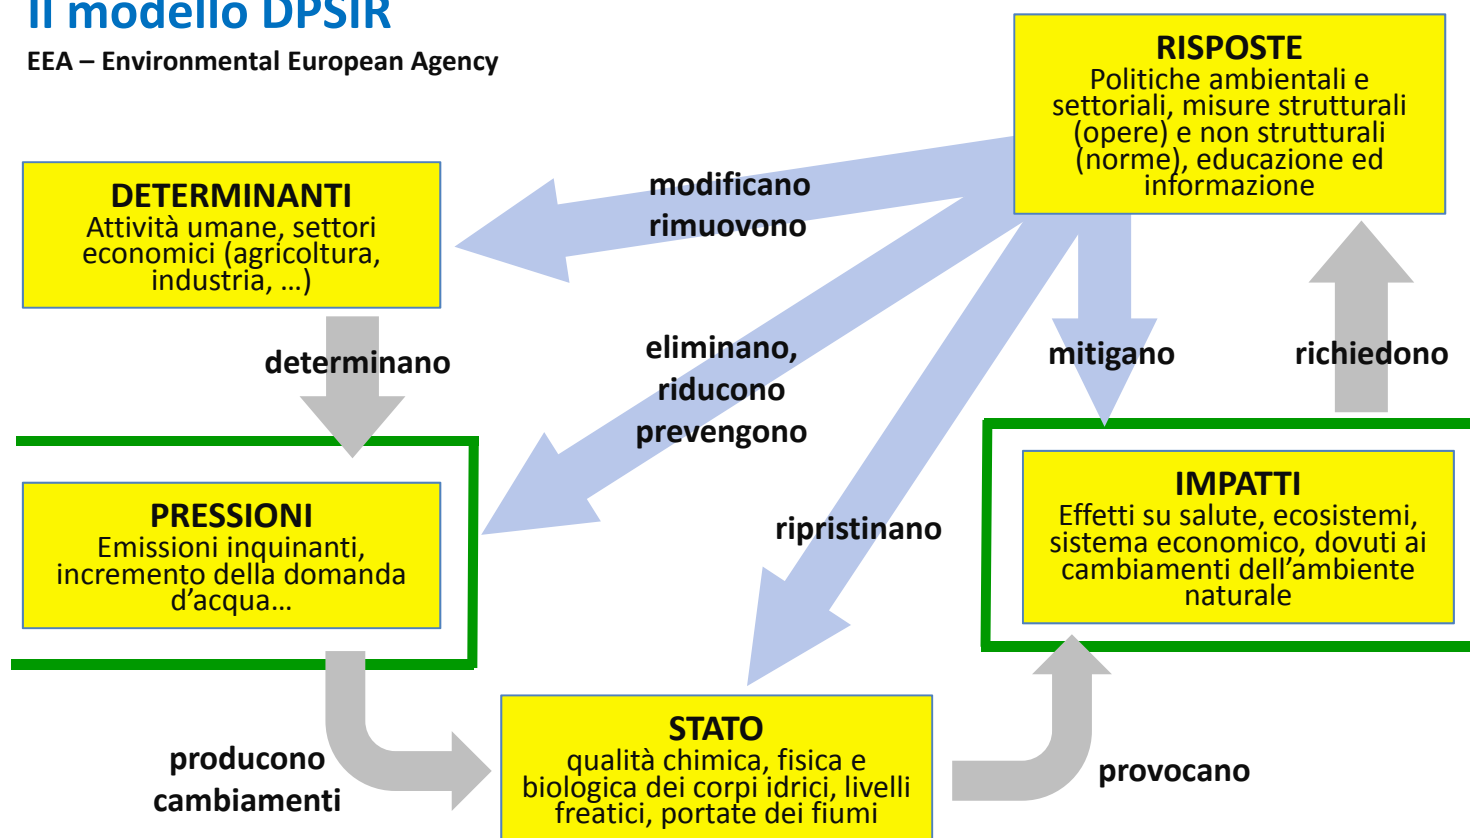 Il modello DPSIR
EEA – Environmental European Agency
RISPOSTE
Politiche ambientali e
settoriali, misure strutturali
(opere) e non strutturali
(norme), educazione ed
informazione
DETERMINANTI
Attività umane, settori
economici (agricoltura,
industria, …)
modificano
rimuovono
determinano
eliminano,
riducono
prevengono
mitigano
richiedono
PRESSIONI
Emissioni inquinanti,
incremento della domanda
d’acqua…
ripristinano
IMPATTI
Effetti su salute, ecosistemi,
sistema economico, dovuti ai
cambiamenti dell’ambiente
naturale
producono
cambiamenti
STATO
qualità chimica, fisica e
biologica dei corpi idrici, livelli
freatici, portate dei fiumi
provocano